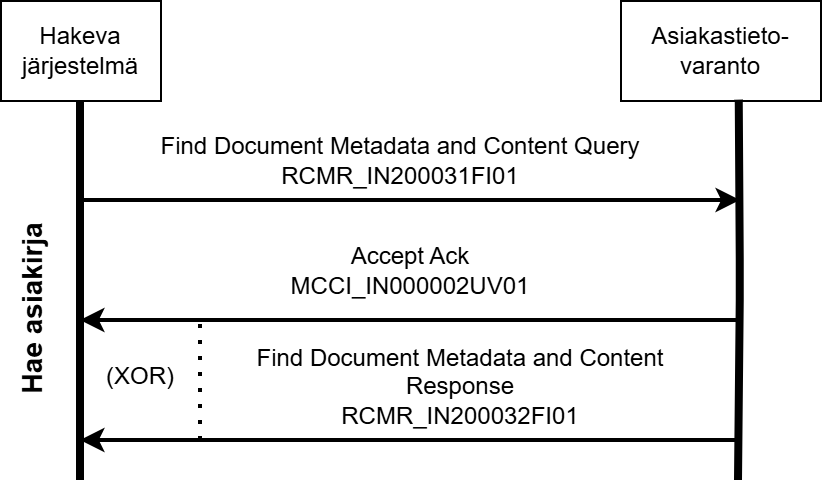 Hakeva
järjestelmä
Asiakastieto-
varanto
Find Document Metadata and Content Query
RCMR_IN200031FI01
Hae asiakirja
Accept Ack
MCCI_IN000002UV01
(XOR)
Find Document Metadata and Content
Response
RCMR_IN200032FI01